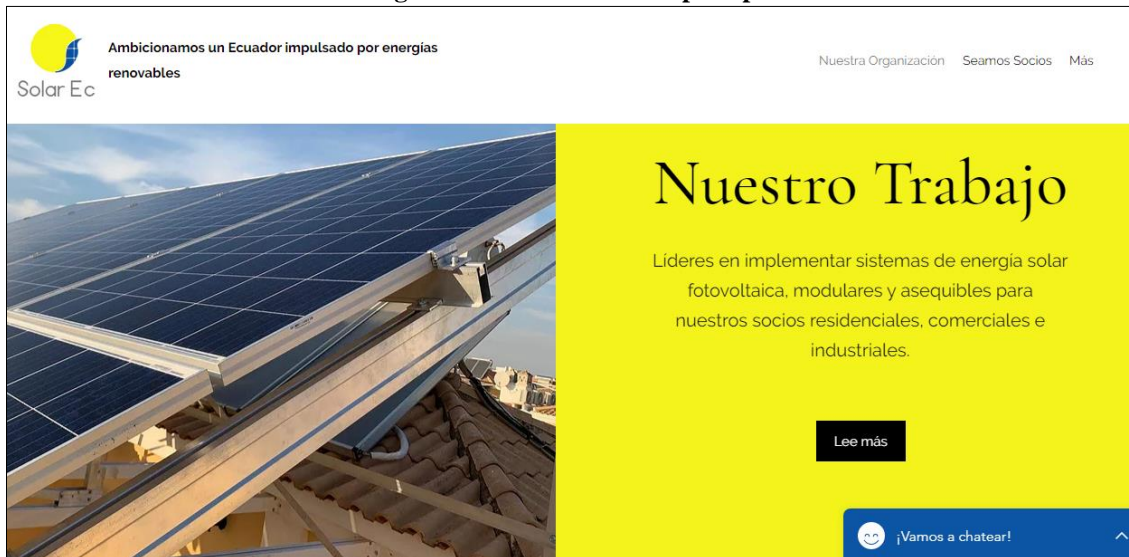 Ambicionamos un Ecuador impulsado por energías
renovables
Solar Ec
Nuestra Organización Seamos Socios Más
Nuestro Trabajo
Líderes en implementar sistemas de energía solar
fotovoltaica, modulares y asequibles para
nuestros socios residenciales, comerciales e
industriales.
Lee más
¡Vamos a chatear!